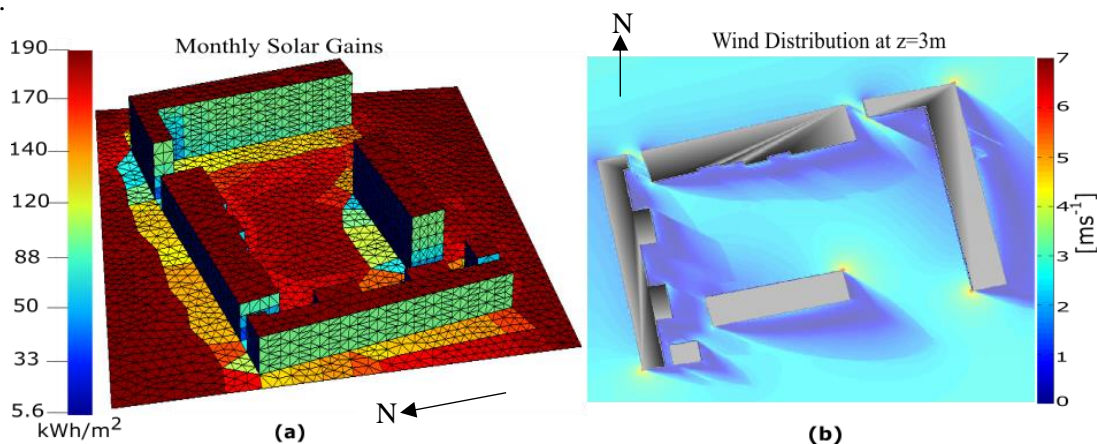 .
Monthly Solar Gains
190
170
140
120
88
50
33
5.6
kWh/m²
N
(a)
N
Wind Distribution at z=3m
7
6
5
4
3
2
1
0
[ms⁻¹]
(b)